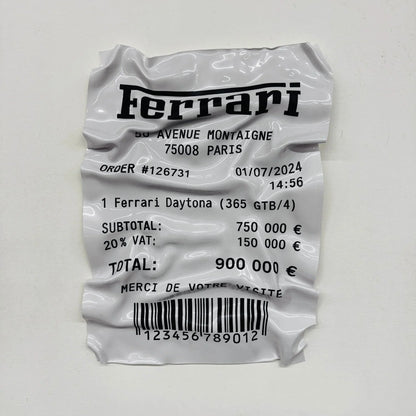 Ferrari
50 AVENUE MONTAIGNE
75008 PARIS
ORDER #126731 01/07/2024
14:56
1 Ferrari Daytona (365 GTB/4)
SUBTOTAL: 750 000 €
20% VAT: 150 000 €
TOTAL: 900 000 €
MERCI DE VOTRE VISITE
123456789012